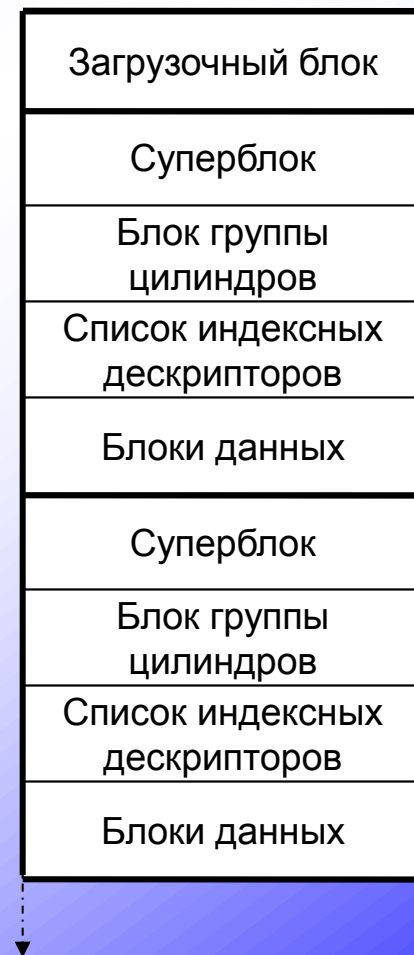 Загрузочный блок
Суперблок
Блок группы
цилиндров
Список индексных
дескрипторов
Блоки данных
Суперблок
Блок группы
цилиндров
Список индексных
дескрипторов
Блоки данных